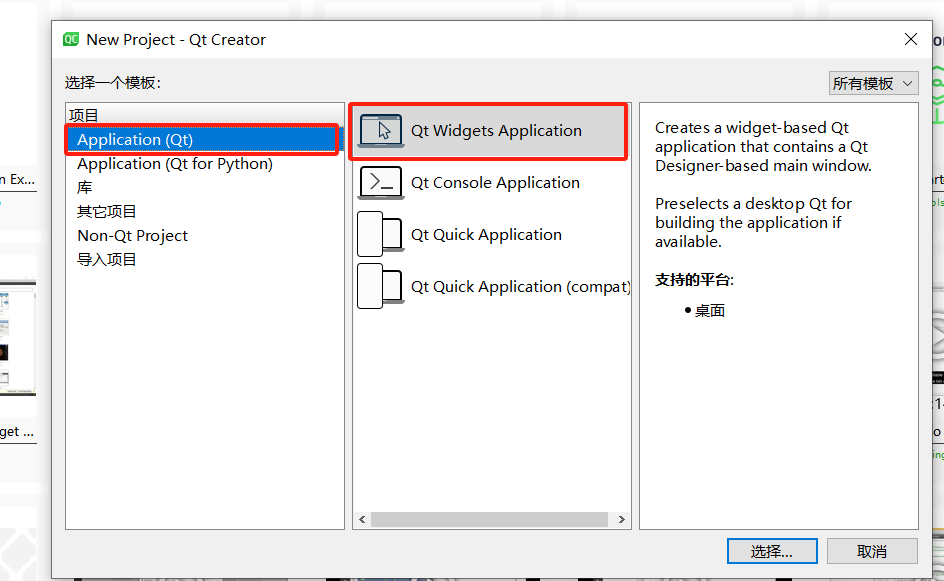 New Project - Qt Creator
选择一个模板:
所有模板
项目
Application (Qt)
Application (Qt for Python)
库
其它项目
Non-Qt Project
导入项目
Qt Widgets Application
Qt Console Application
Qt Quick Application
Qt Quick Application (compat)
Creates a widget-based Qt
application that contains a Qt
Designer-based main window.
Preselects a desktop Qt for
building the application if
available.
支持的平台:
桌面
选择...
取消
n Ex...
get ...